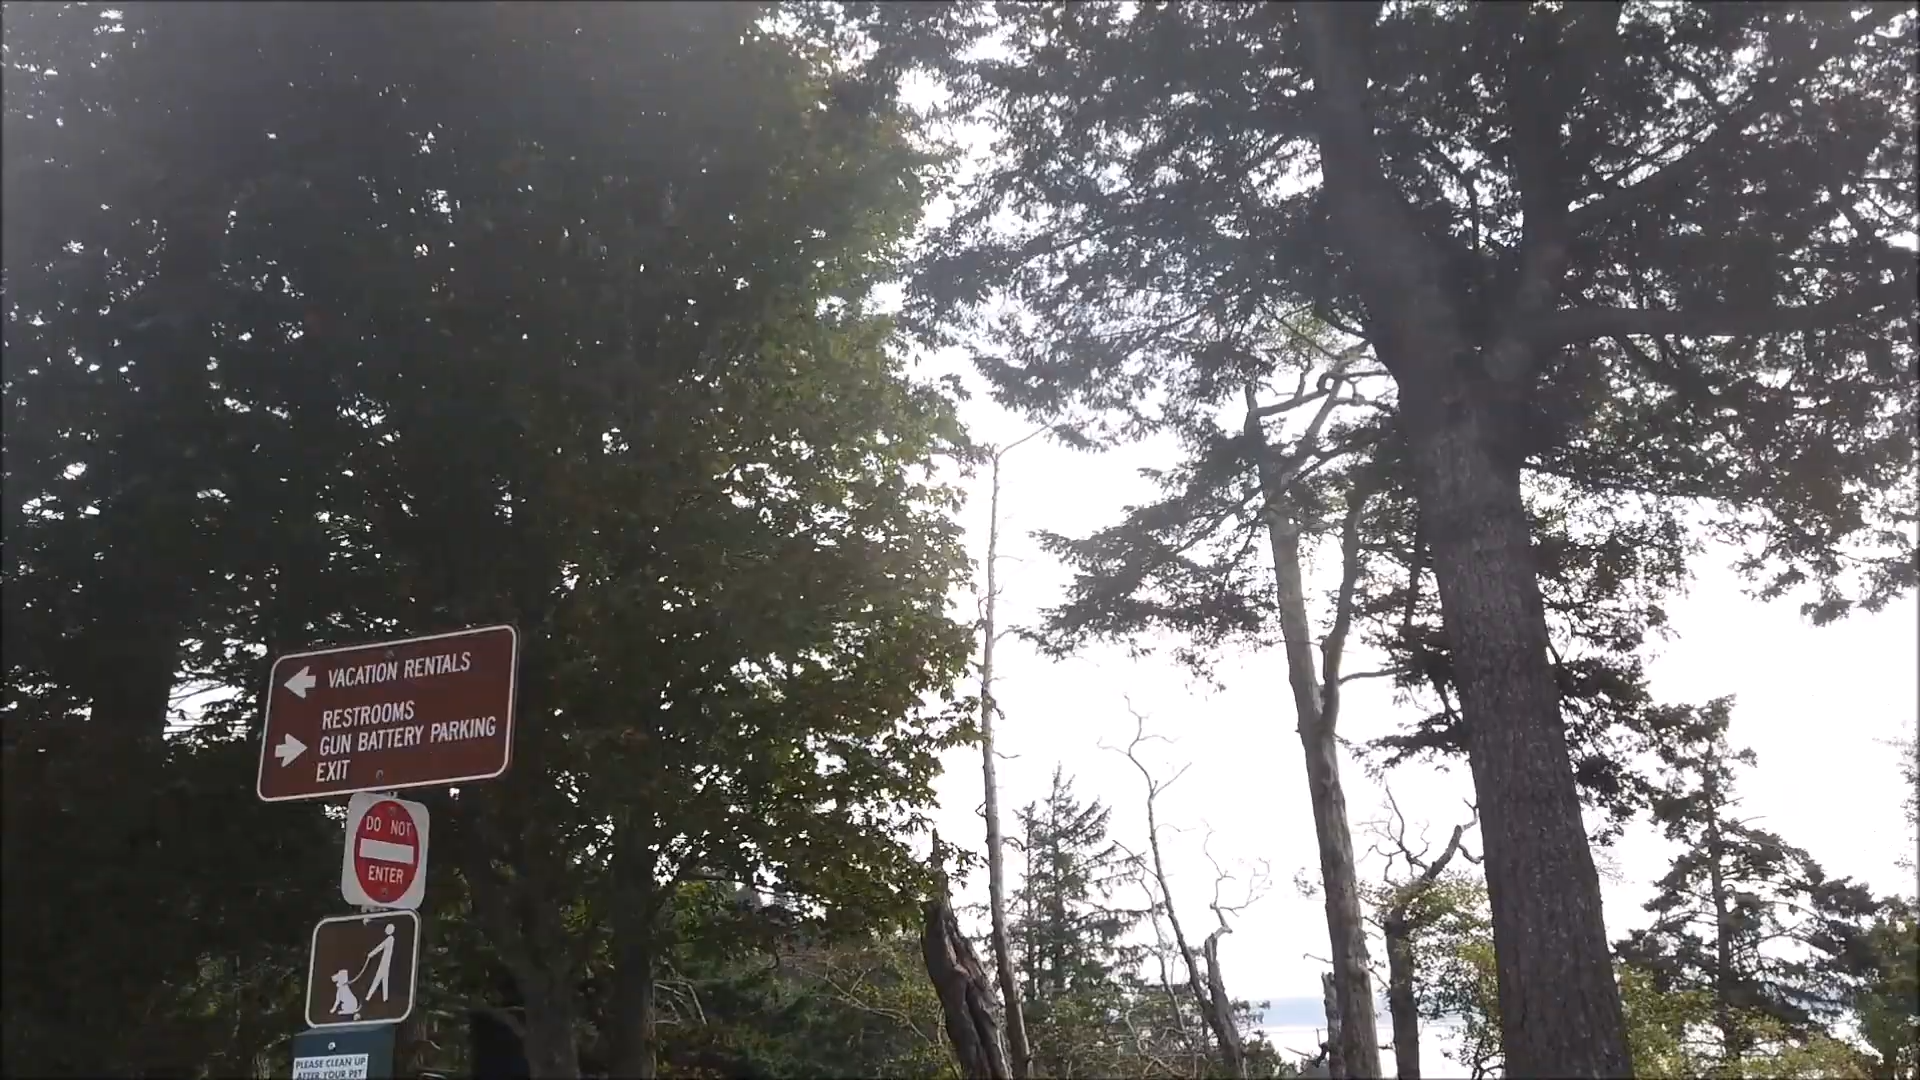 VACATION RENTALS
RESTROOMS
GUN BATTERY PARKING
EXIT
DO NOT
ENTER
PLEASE CLEAN UP
AFTER YOUR PET